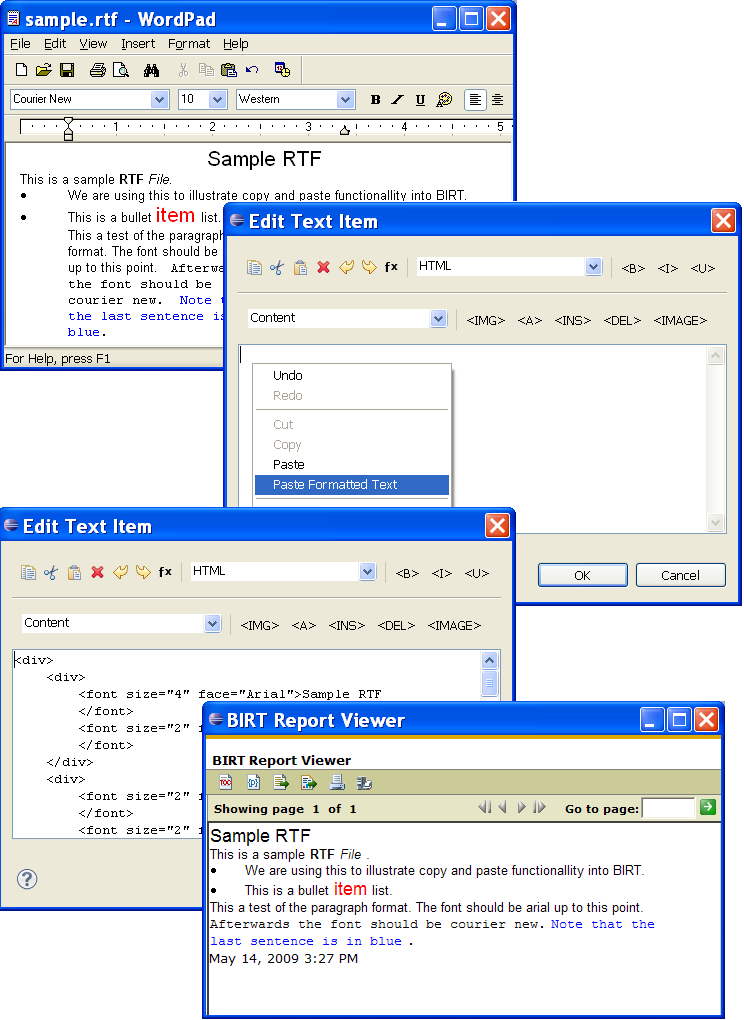 sample.rtf - WordPad
File Edit View Insert Format Help
Courier New 10 Western B I U
1 2 3 4 5
Sample RTF
This is a sample RTF File.
• We are using this to illustrate copy and paste functionallity into BIRT.
• This is a bullet item list.
This a test of the paragraph
format. The font should be
up to this point. Afterwards
the font should be
courier new. Note t
the last sentence is
blue.
For Help, press F1
Edit Text Item
fx HTML <B> <I> <U>
Content <IMG> <A> <INS> <DEL> <IMAGE>
Undo
Redo
Cut
Copy
Paste
Paste Formatted Text
OK Cancel
Edit Text Item
fx HTML <B> <I> <U>
Content <IMG> <A> <INS> <DEL> <IMAGE>
<div>
<div>
<font size="4" face="Arial">Sample RTF
</font>
<font size="2" f
</font>
</div>
<div>
<font size="2" f
</font>
<font size="2" f
?
BIRT Report Viewer
BIRT Report Viewer
TOC
Showing page 1 of 1 Go to page:
Sample RTF
This is a sample RTF File .
• We are using this to illustrate copy and paste functionallity into BIRT.
• This is a bullet item list.
This a test of the paragraph format. The font should be arial up to this point.
Afterwards the font should be courier new. Note that the
last sentence is in blue .
May 14, 2009 3:27 PM